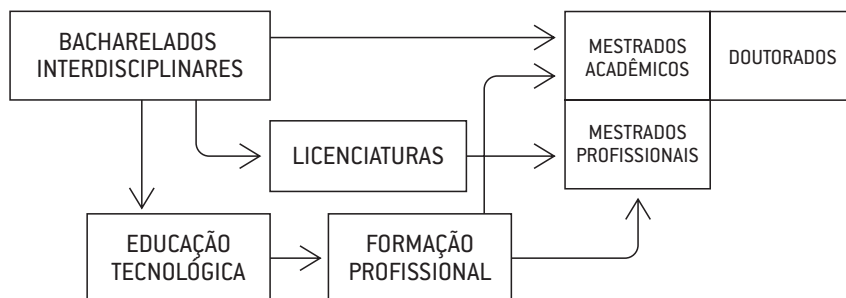 BACHARELADOS
INTERDISCIPLINARES
MESTRADOS
ACADÊMICOS
DOUTORADOS
LICENCIATURAS
MESTRADOS
PROFISSIONAIS
EDUCAÇÃO
TECNOLÓGICA
FORMAÇÃO
PROFISSIONAL